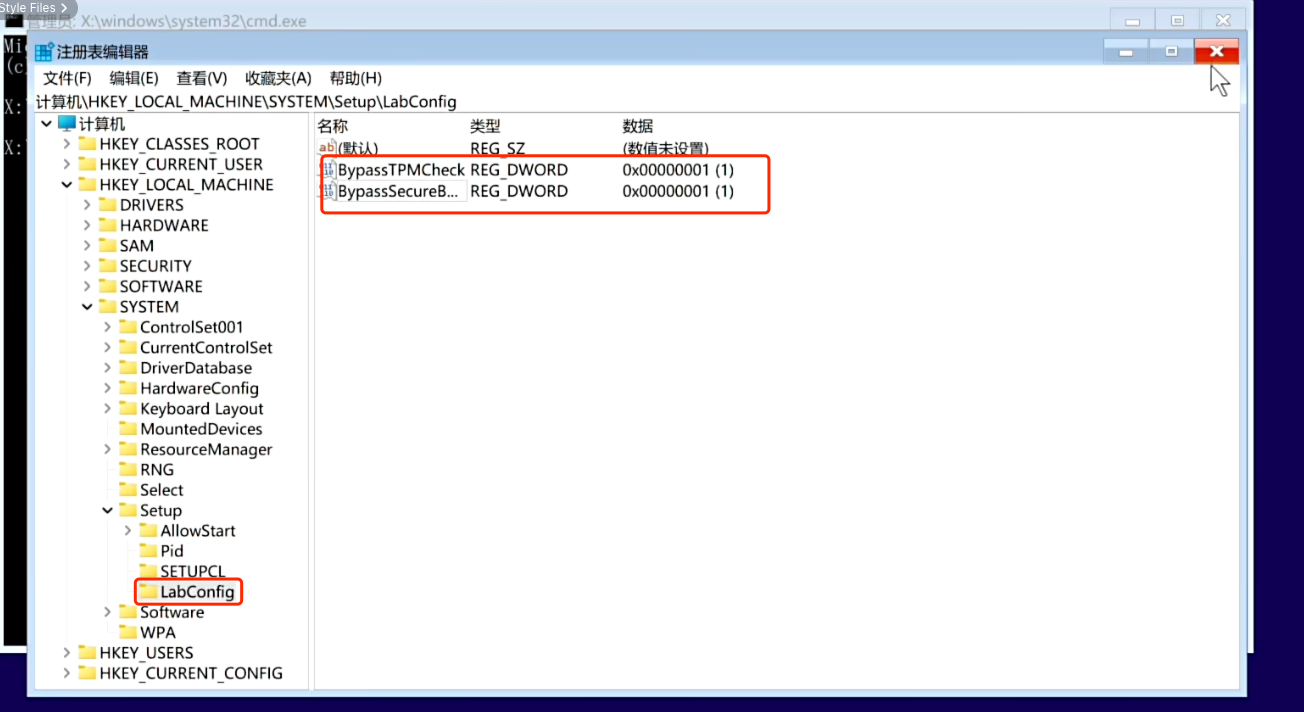 Style Files
管理员: X:\windows\system32\cmd.exe
Mi
(c
X:
X:
注册表编辑器
文件(F) 编辑(E) 查看(V) 收藏夹(A) 帮助(H)
计算机\HKEY_LOCAL_MACHINE\SYSTEM\Setup\LabConfig
计算机
HKEY_CLASSES_ROOT
HKEY_CURRENT_USER
HKEY_LOCAL_MACHINE
DRIVERS
HARDWARE
SAM
SECURITY
SOFTWARE
SYSTEM
ControlSet001
CurrentControlSet
DriverDatabase
HardwareConfig
Keyboard Layout
MountedDevices
ResourceManager
RNG
Select
Setup
AllowStart
Pid
SETUPCL
LabConfig
Software
WPA
HKEY_USERS
HKEY_CURRENT_CONFIG
名称 类型 数据
ab (默认) REG_SZ (数值未设置)
BypassTPMCheck REG_DWORD 0x00000001 (1)
BypassSecureB... REG_DWORD 0x00000001 (1)